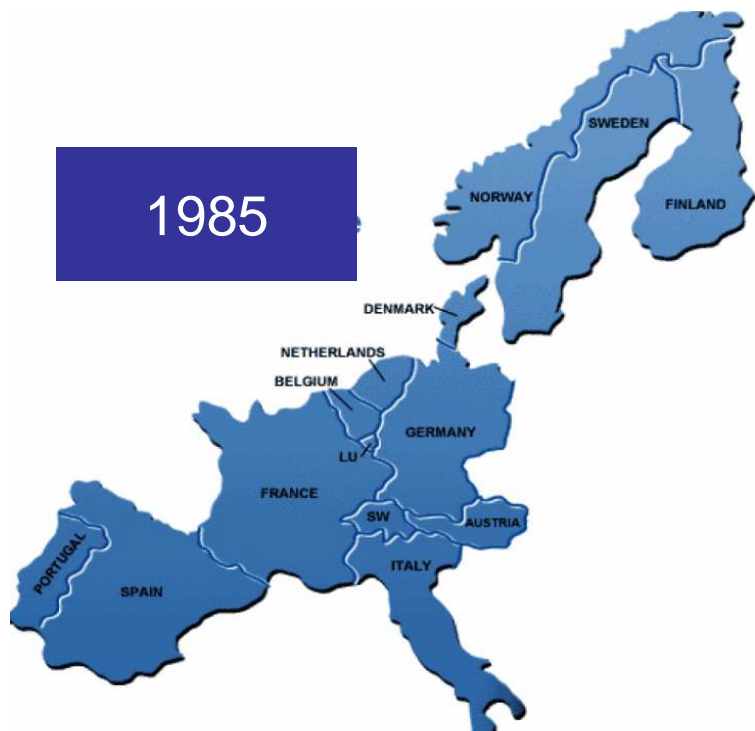 SWEDEN
1985
NORWAY
FINLAND
DENMARK
NETHERLANDS
BELGIUM
GERMANY
LU
FRANCE
SW
AUSTRIA
PORTUGAL
ITALY
SPAIN